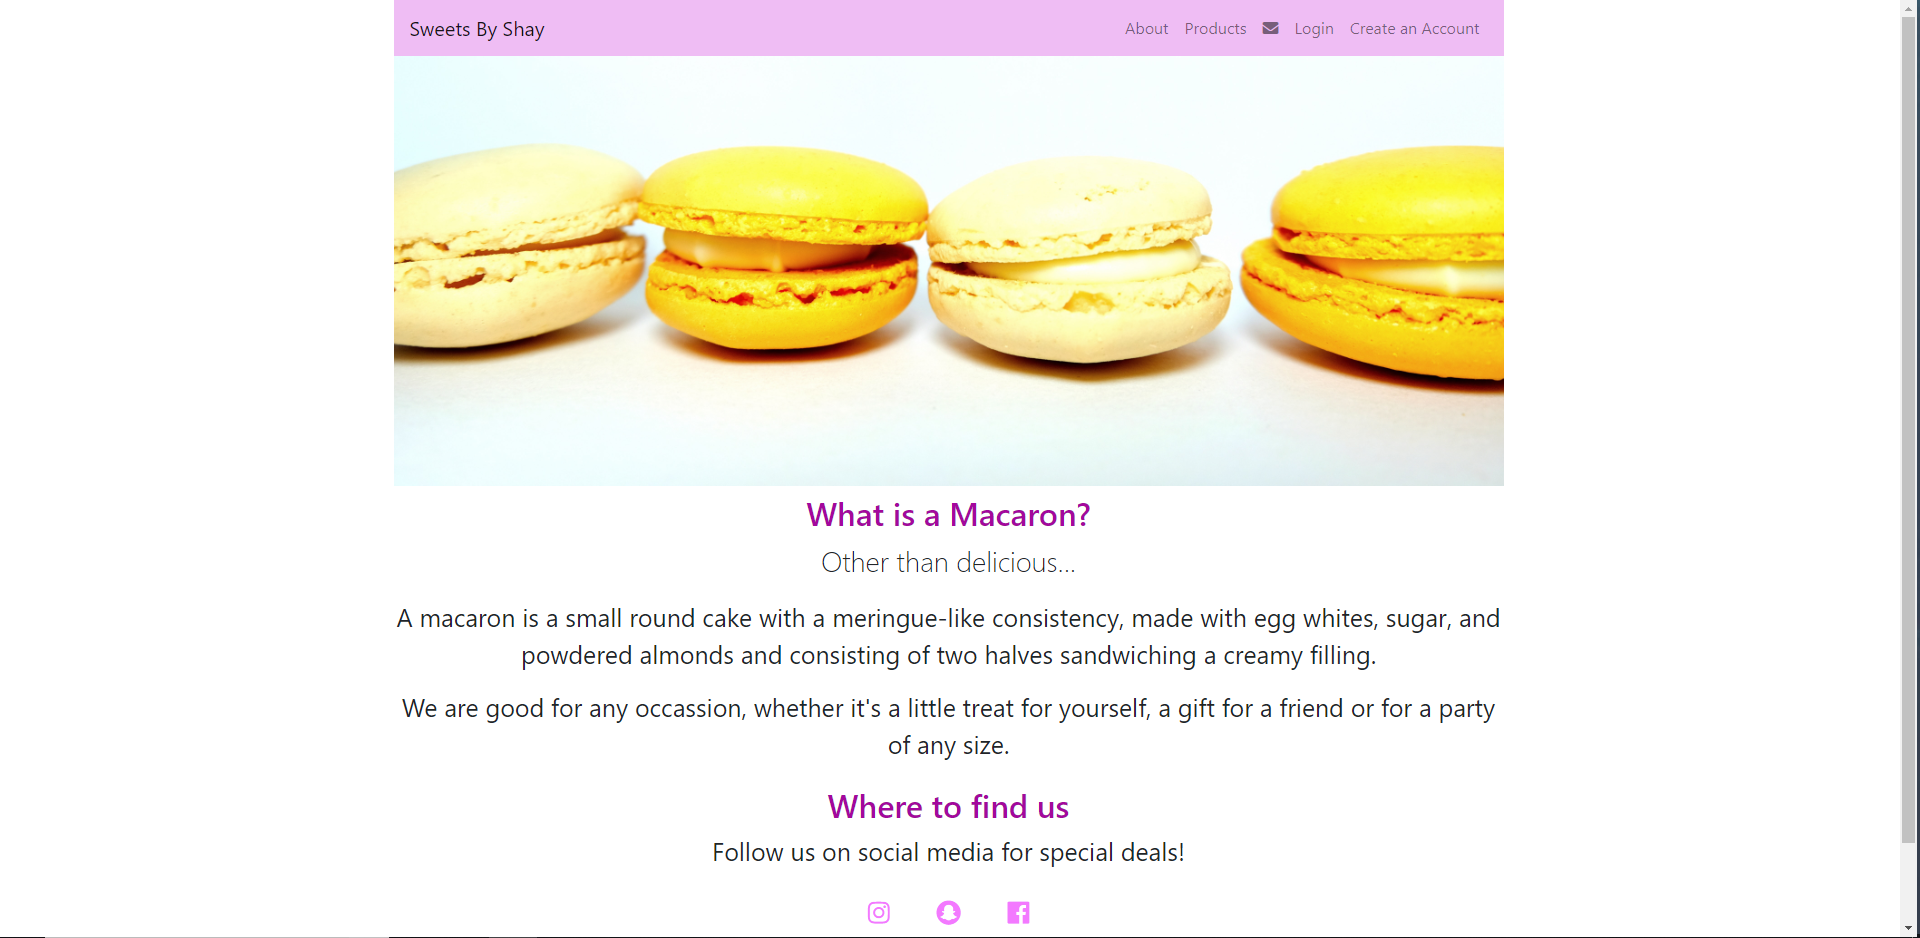 Sweets By Shay
About Products Login Create an Account
What is a Macaron?
Other than delicious...
A macaron is a small round cake with a meringue-like consistency, made with egg whites, sugar, and
powdered almonds and consisting of two halves sandwiching a creamy filling.
We are good for any occassion, whether it's a little treat for yourself, a gift for a friend or for a party
of any size.
Where to find us
Follow us on social media for special deals!